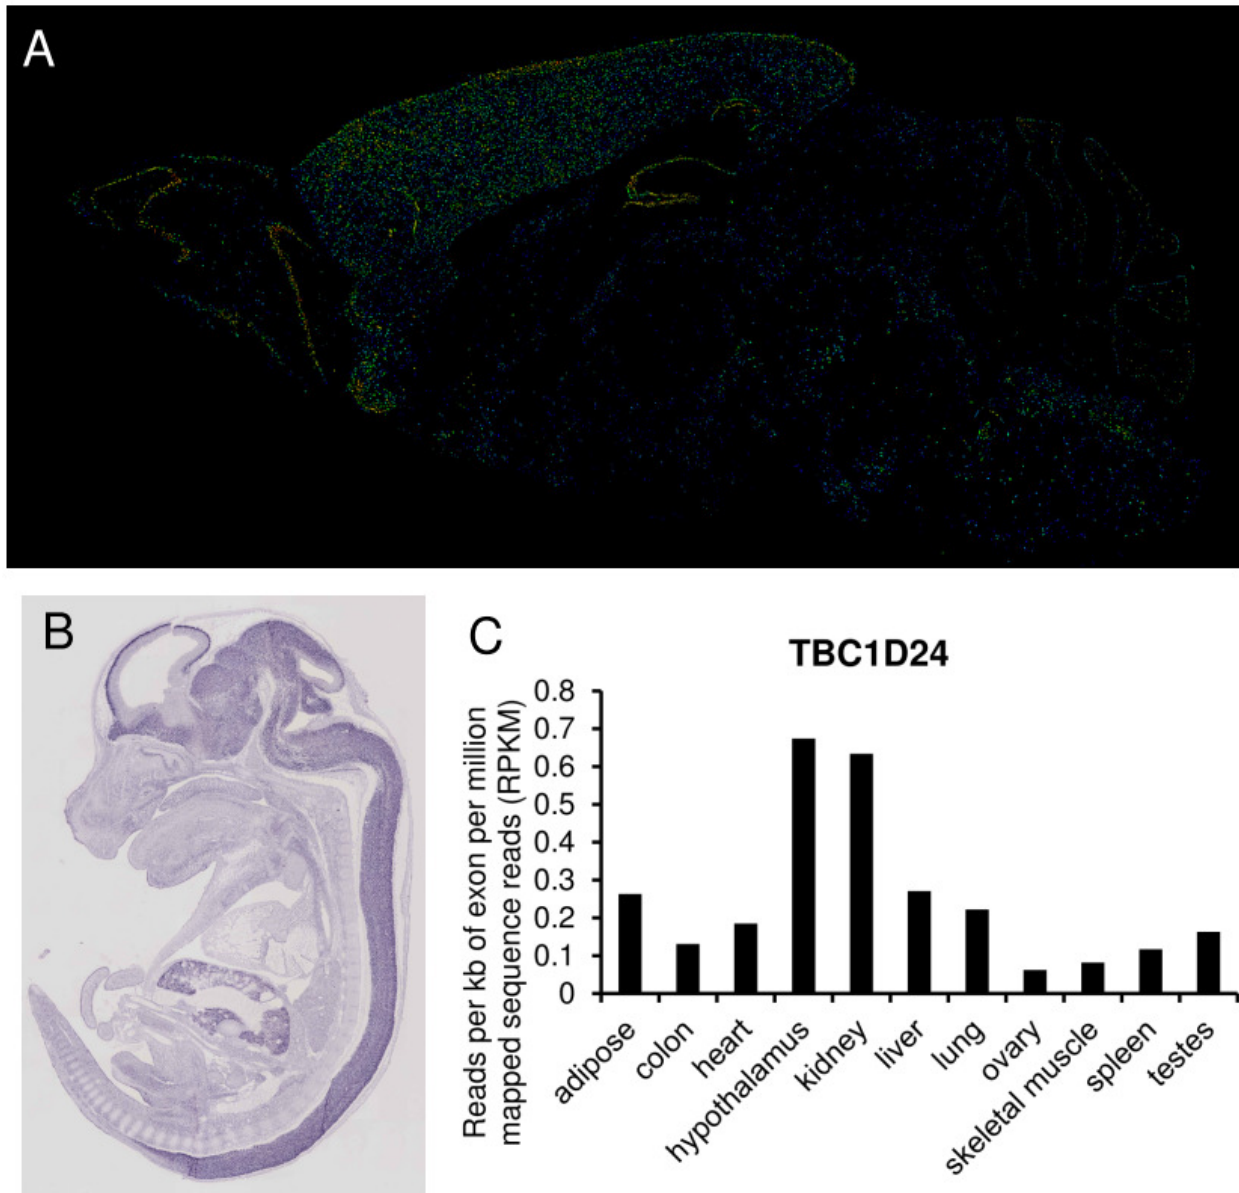 A
B
C
TBC1D24
Reads per kb of exon per million
mapped sequence reads (RPKM)
0.8
0.7
0.6
0.5
0.4
0.3
0.2
0.1
0
adipose
colon
heart
hypothalamus
kidney
liver
lung
ovary
skeletal muscle
spleen
testes